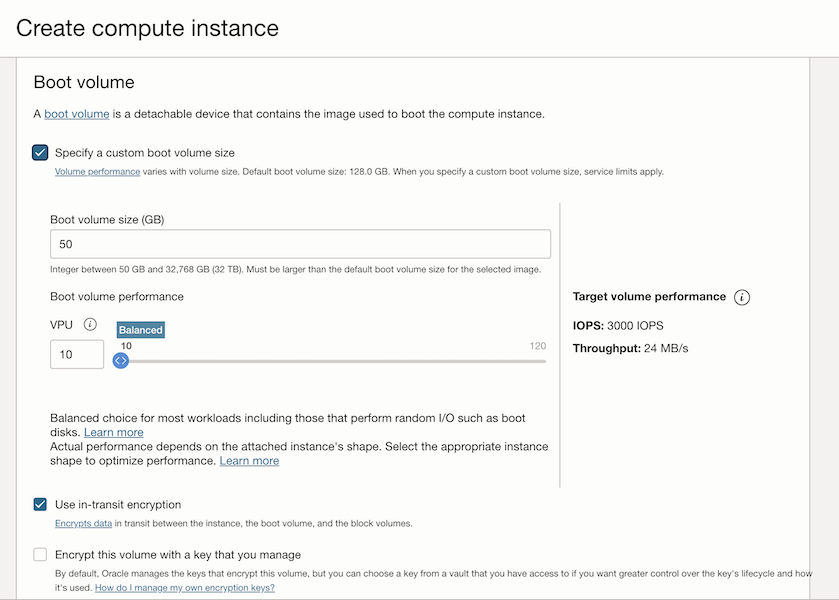 Create compute instance
Boot volume
A boot volume is a detachable device that contains the image used to boot the compute instance.
Specify a custom boot volume size
Volume performance varies with volume size. Default boot volume size: 128.0 GB. When you specify a custom boot volume size, service limits apply.
Boot volume size (GB)
50
Integer between 50 GB and 32,768 GB (32 TB). Must be larger than the default boot volume size for the selected image.
Boot volume performance
VPU
Balanced
10
10
120
Balanced choice for most workloads including those that perform random I/O such as boot
disks. Learn more
Actual performance depends on the attached instance's shape. Select the appropriate instance
shape to optimize performance. Learn more
Target volume performance
IOPS: 3000 IOPS
Throughput: 24 MB/s
Use in-transit encryption
Encrypts data in transit between the instance, the boot volume, and the block volumes.
Encrypt this volume with a key that you manage
By default, Oracle manages the keys that encrypt this volume, but you can choose a key from a vault that you have access to if you want greater control over the key's lifecycle and how
it's used. How do I manage my own encryption keys?